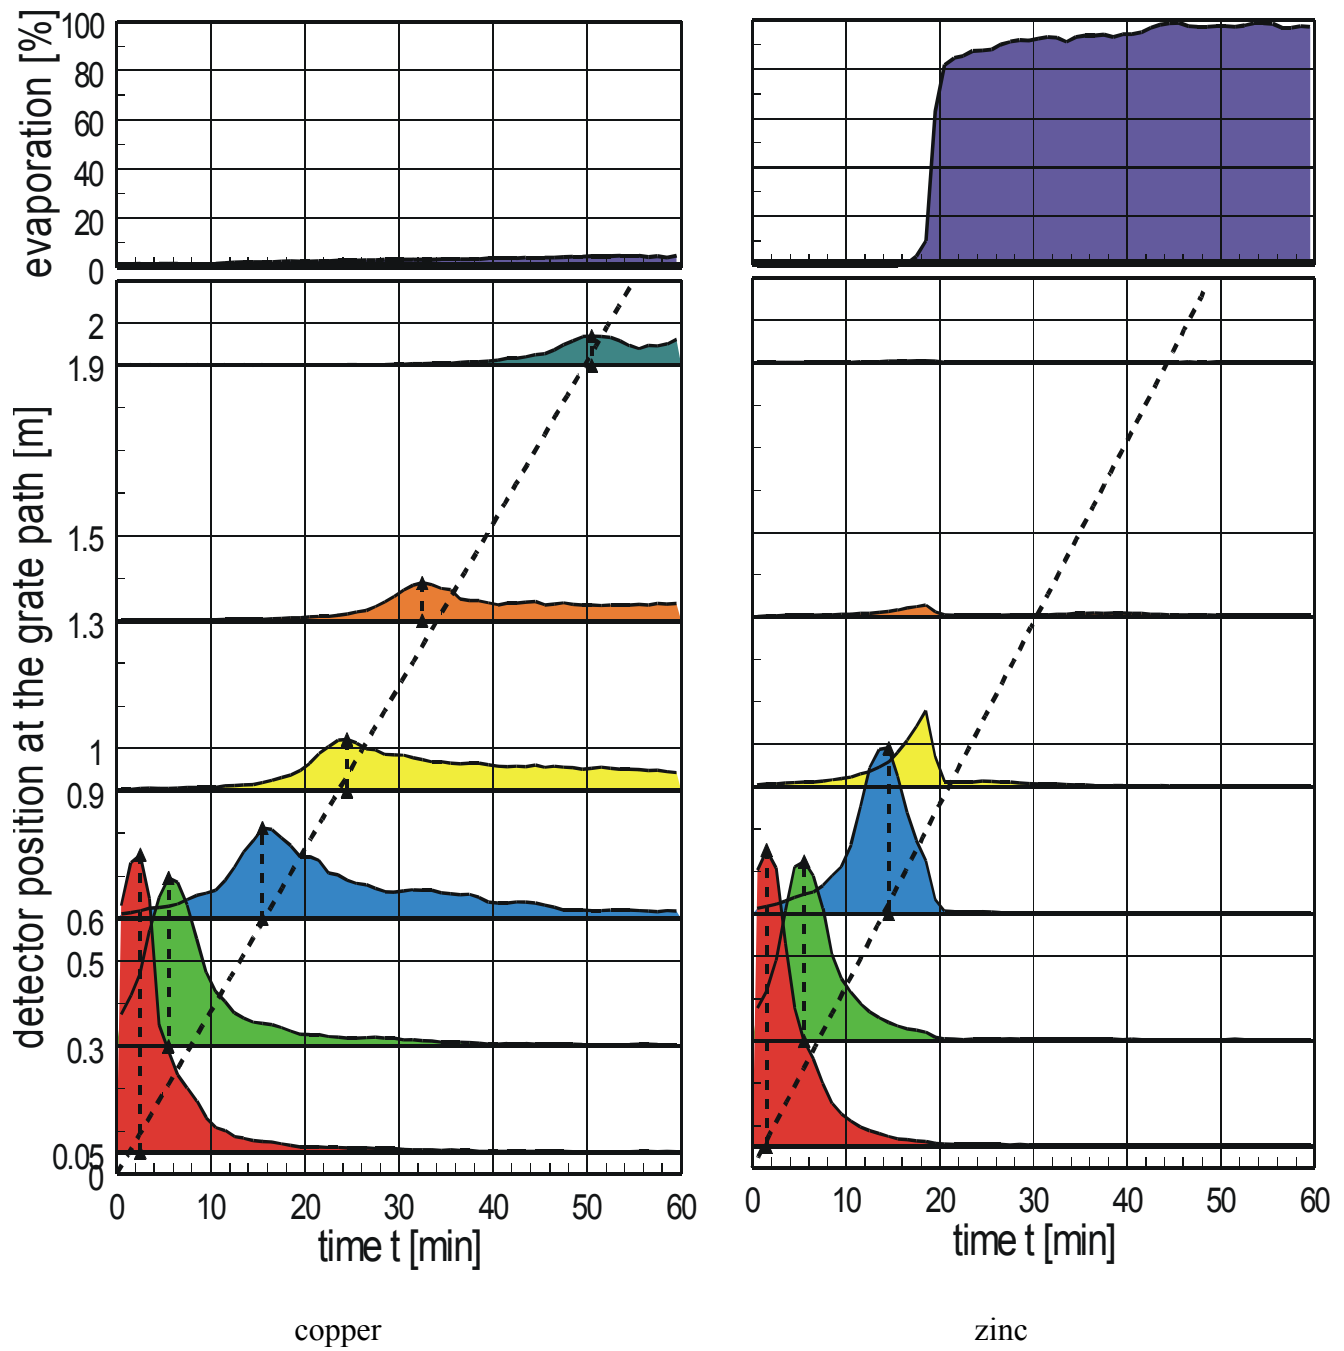 evaporation [%]
100
80
60
40
20
0
detector position at the grate path [m]
2
1.9
1.5
1.3
1
0.9
0.6
0.5
0.3
0.05
0
0 10 20 30 40 50 60
time t [min]
0 10 20 30 40 50 60
time t [min]
copper
zinc